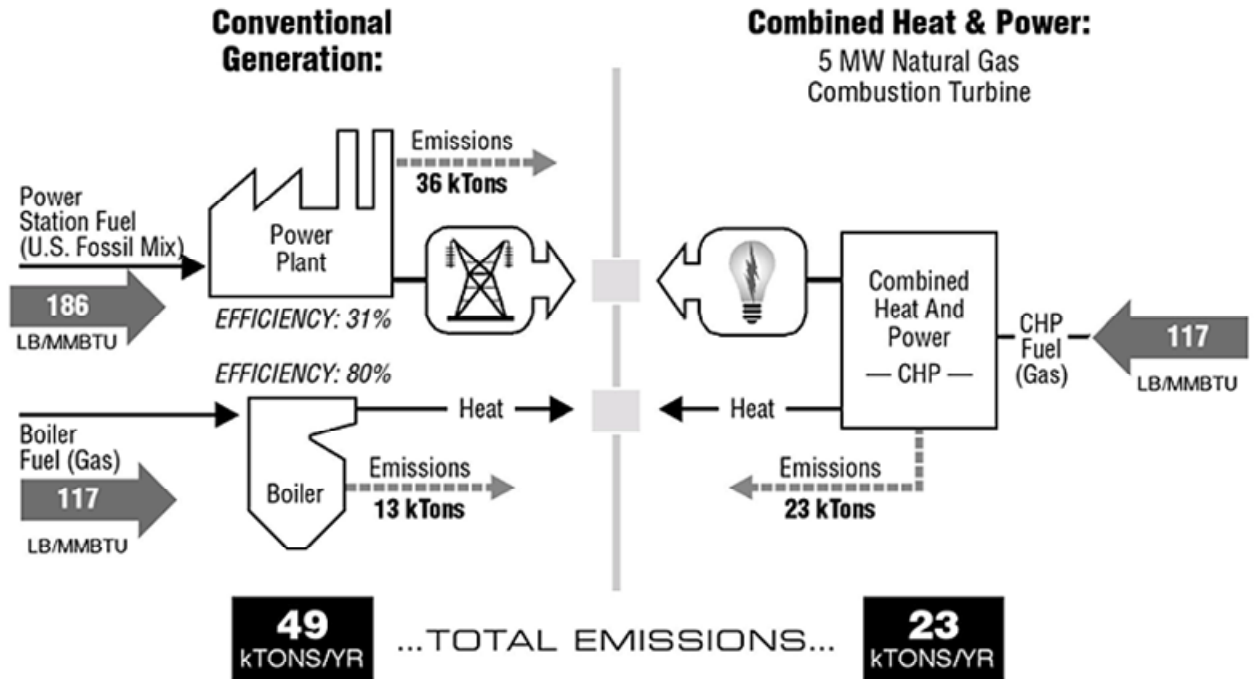 Conventional
Generation:
Combined Heat & Power:
5 MW Natural Gas
Combustion Turbine
Emissions
36 kTons
Power
Station Fuel
(U.S. Fossil Mix)
Power
Plant
186
LB/MMBTU
EFFICIENCY: 31%
Combined
Heat And
Power
— CHP —
CHP
Fuel
(Gas)
117
LB/MMBTU
EFFICIENCY: 80%
Heat
Heat
Boiler
Fuel (Gas)
117
LB/MMBTU
Boiler
Emissions
13 kTons
Emissions
23 kTons
49
kTONS/YR
...TOTAL EMISSIONS...
23
kTONS/YR